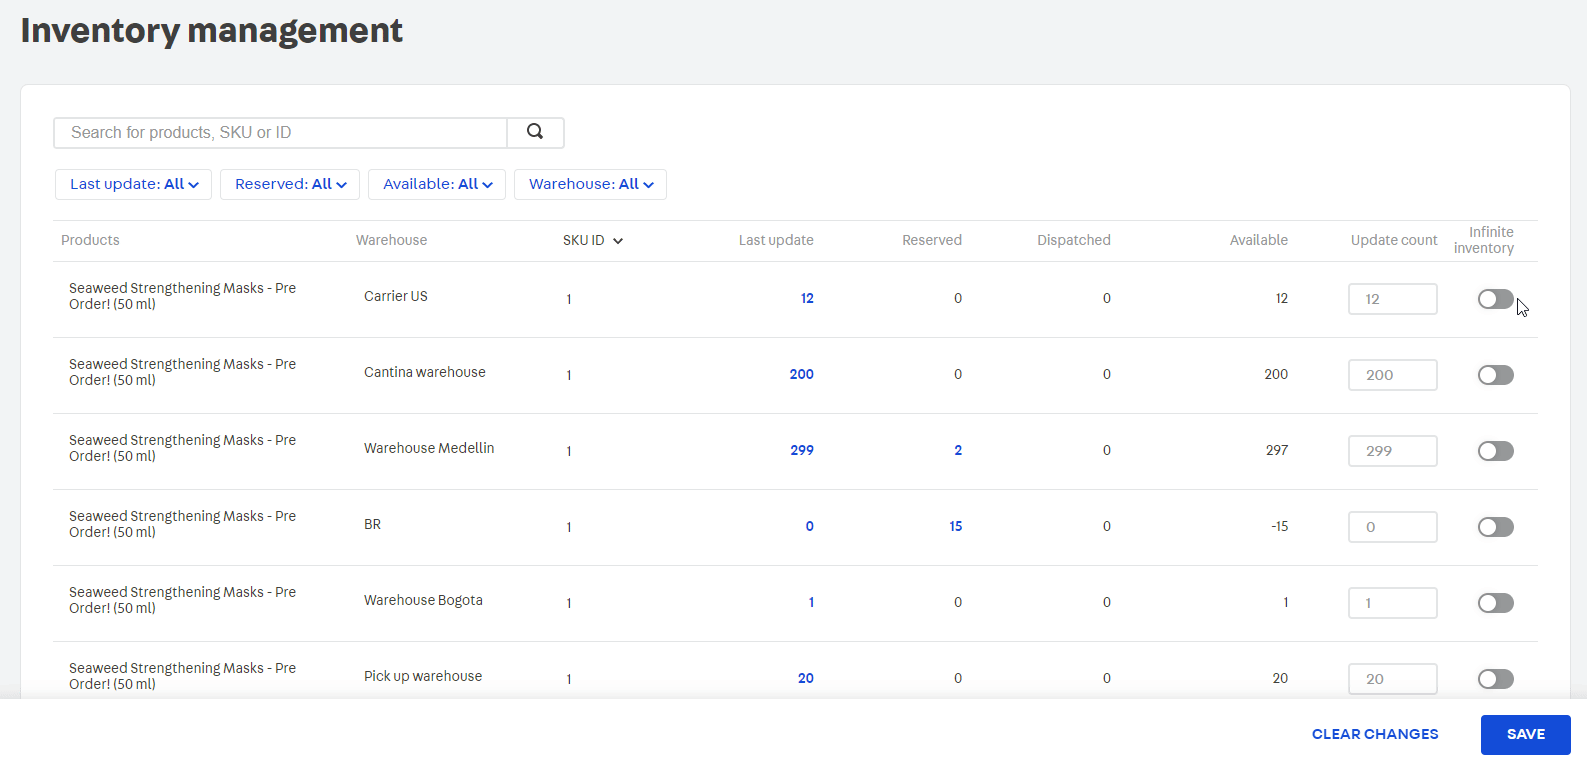 Inventory management
Search for products, SKU or ID
Last update: All Reserved: All Available: All Warehouse: All
Products Warehouse SKU ID Last update Reserved Dispatched Available Update count Infinite
inventory
Seaweed Strengthening Masks - Pre
Order! (50 ml) Carrier US 1 12 0 0 12 12
Seaweed Strengthening Masks - Pre
Order! (50 ml) Cantina warehouse 1 200 0 0 200 200
Seaweed Strengthening Masks - Pre
Order! (50 ml) Warehouse Medellin 1 299 2 0 297 299
Seaweed Strengthening Masks - Pre
Order! (50 ml) BR 1 0 15 0 -15 0
Seaweed Strengthening Masks - Pre
Order! (50 ml) Warehouse Bogota 1 1 0 0 1 1
Seaweed Strengthening Masks - Pre
Order! (50 ml) Pick up warehouse 1 20 0 0 20 20
CLEAR CHANGES SAVE